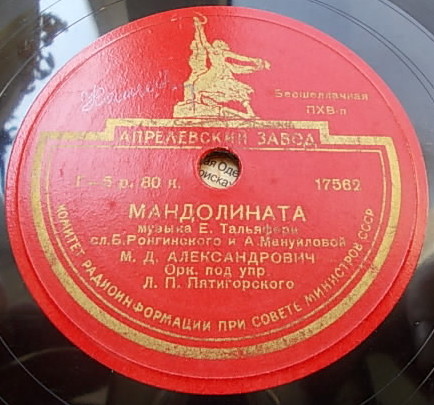 Бесшеллачная
ПХВ-п
АПРЕЛЕВСКИЙ ЗАВОД
Г—5 р. 80 к.
17562
МАНДОЛИНАТА
музыка Е. Тальяфери
сл. Б. Ронгинского и А. Мануиловой
М. Д. АЛЕКСАНДРОВИЧ
Орк. под упр.
Л. П. Пятигорского
КОМИТЕТ РАДИОИНФОРМАЦИИ ПРИ СОВЕТЕ МИНИСТРОВ СССР